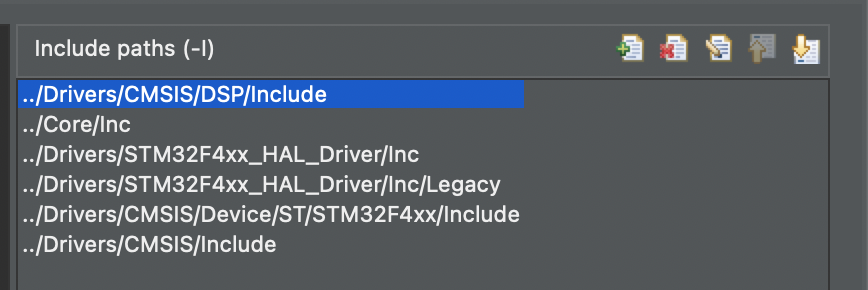 Include paths (-I)
../Drivers/CMSIS/DSP/Include
../Core/Inc
../Drivers/STM32F4xx_HAL_Driver/Inc
../Drivers/STM32F4xx_HAL_Driver/Inc/Legacy
../Drivers/CMSIS/Device/ST/STM32F4xx/Include
../Drivers/CMSIS/Include